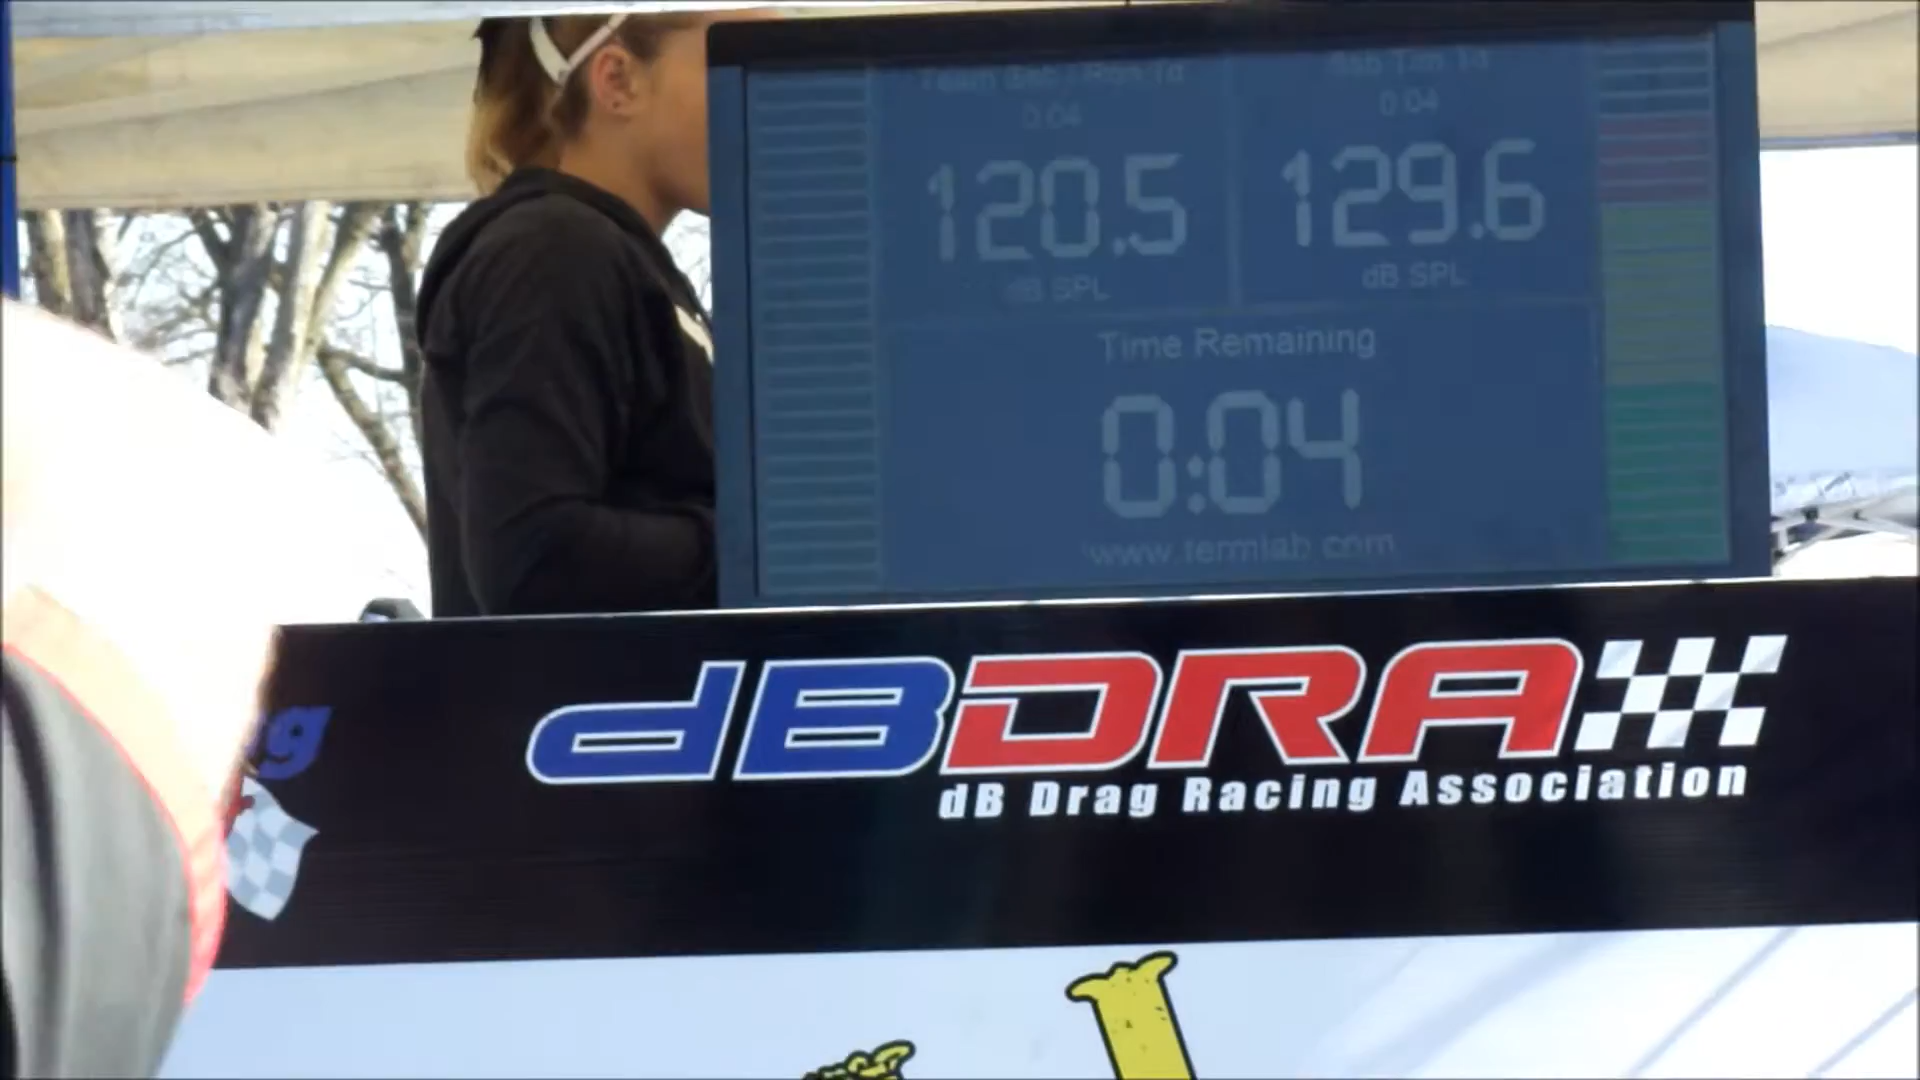 0:04
0:04
120.5
129.6
dB SPL
dB SPL
Time Remaining
0:04
www.termlab.com
dBDRA
dB Drag Racing Association